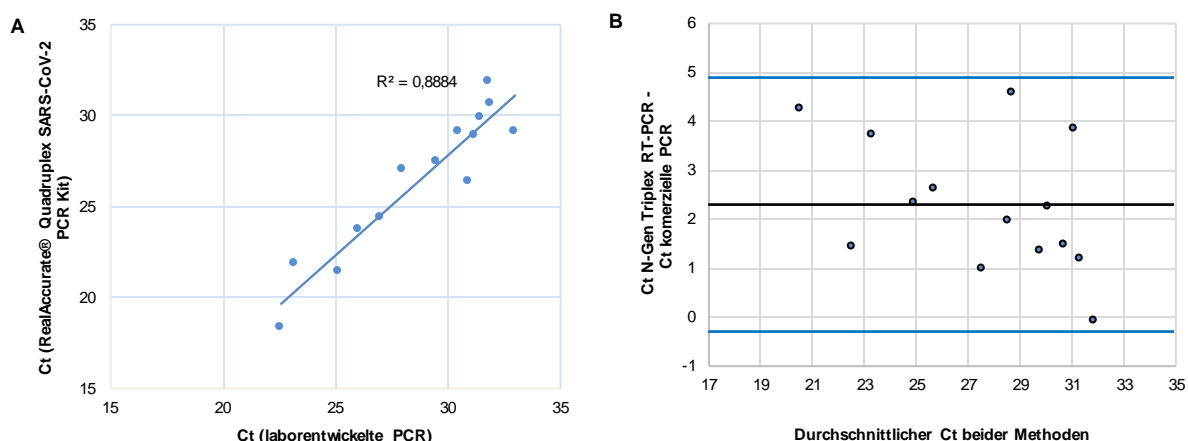 A
Ct (RealAccurate® Quadruplex SARS-CoV-2
PCR Kit)
35
30
25
20
15
R² = 0,8884
15 20 25 30 35
Ct (laborentwickelte PCR)
B
Ct N-Gen Triplex RT-PCR -
Ct komerzielle PCR
6
5
4
3
2
1
0
-1
17 19 21 23 25 27 29 31 33 35
Durchschnittlicher Ct beider Methoden